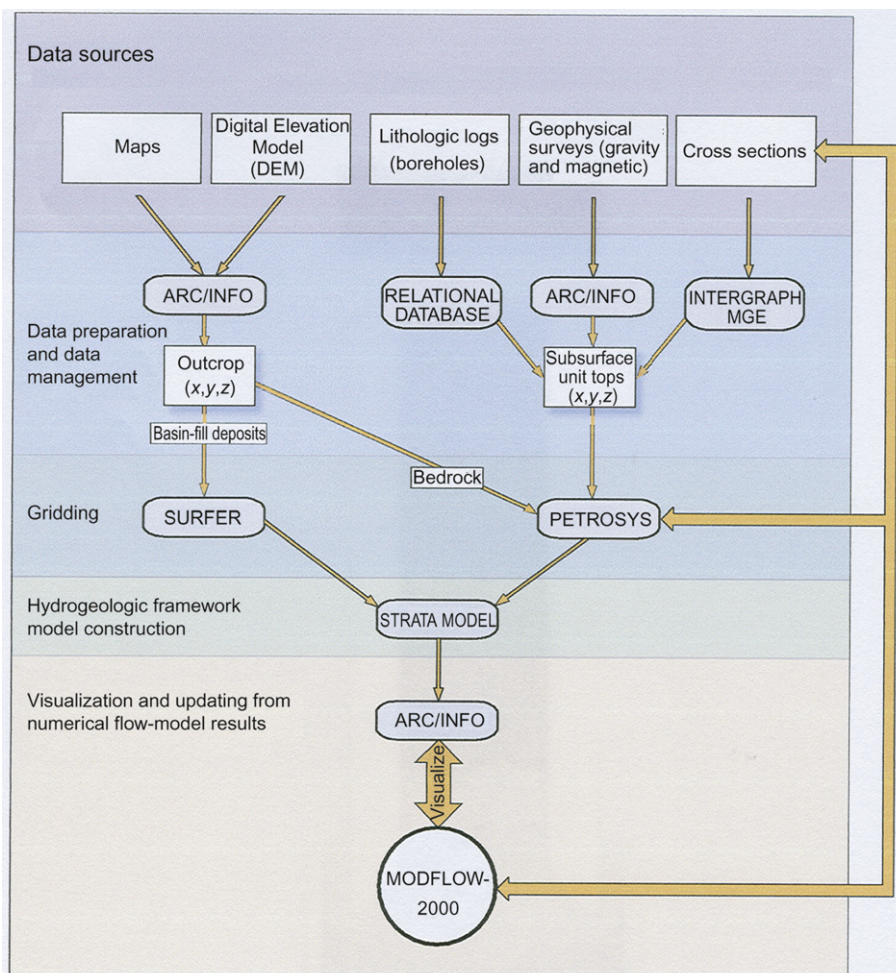 Data sources
Maps
Digital Elevation
Model
(DEM)
Lithologic logs
(boreholes)
Geophysical
surveys (gravity
and magnetic)
Cross sections
ARC/INFO
RELATIONAL
DATABASE
ARC/INFO
INTERGRAPH
MGE
Data preparation
and data
management
Outcrop
(x,y,z)
Subsurface
unit tops
(x,y,z)
Basin-fill deposits
Bedrock
Gridding
SURFER
PETROSYS
Hydrogeologic framework
model construction
STRATA MODEL
Visualization and updating from
numerical flow-model results
ARC/INFO
Visualize
MODFLOW-
2000